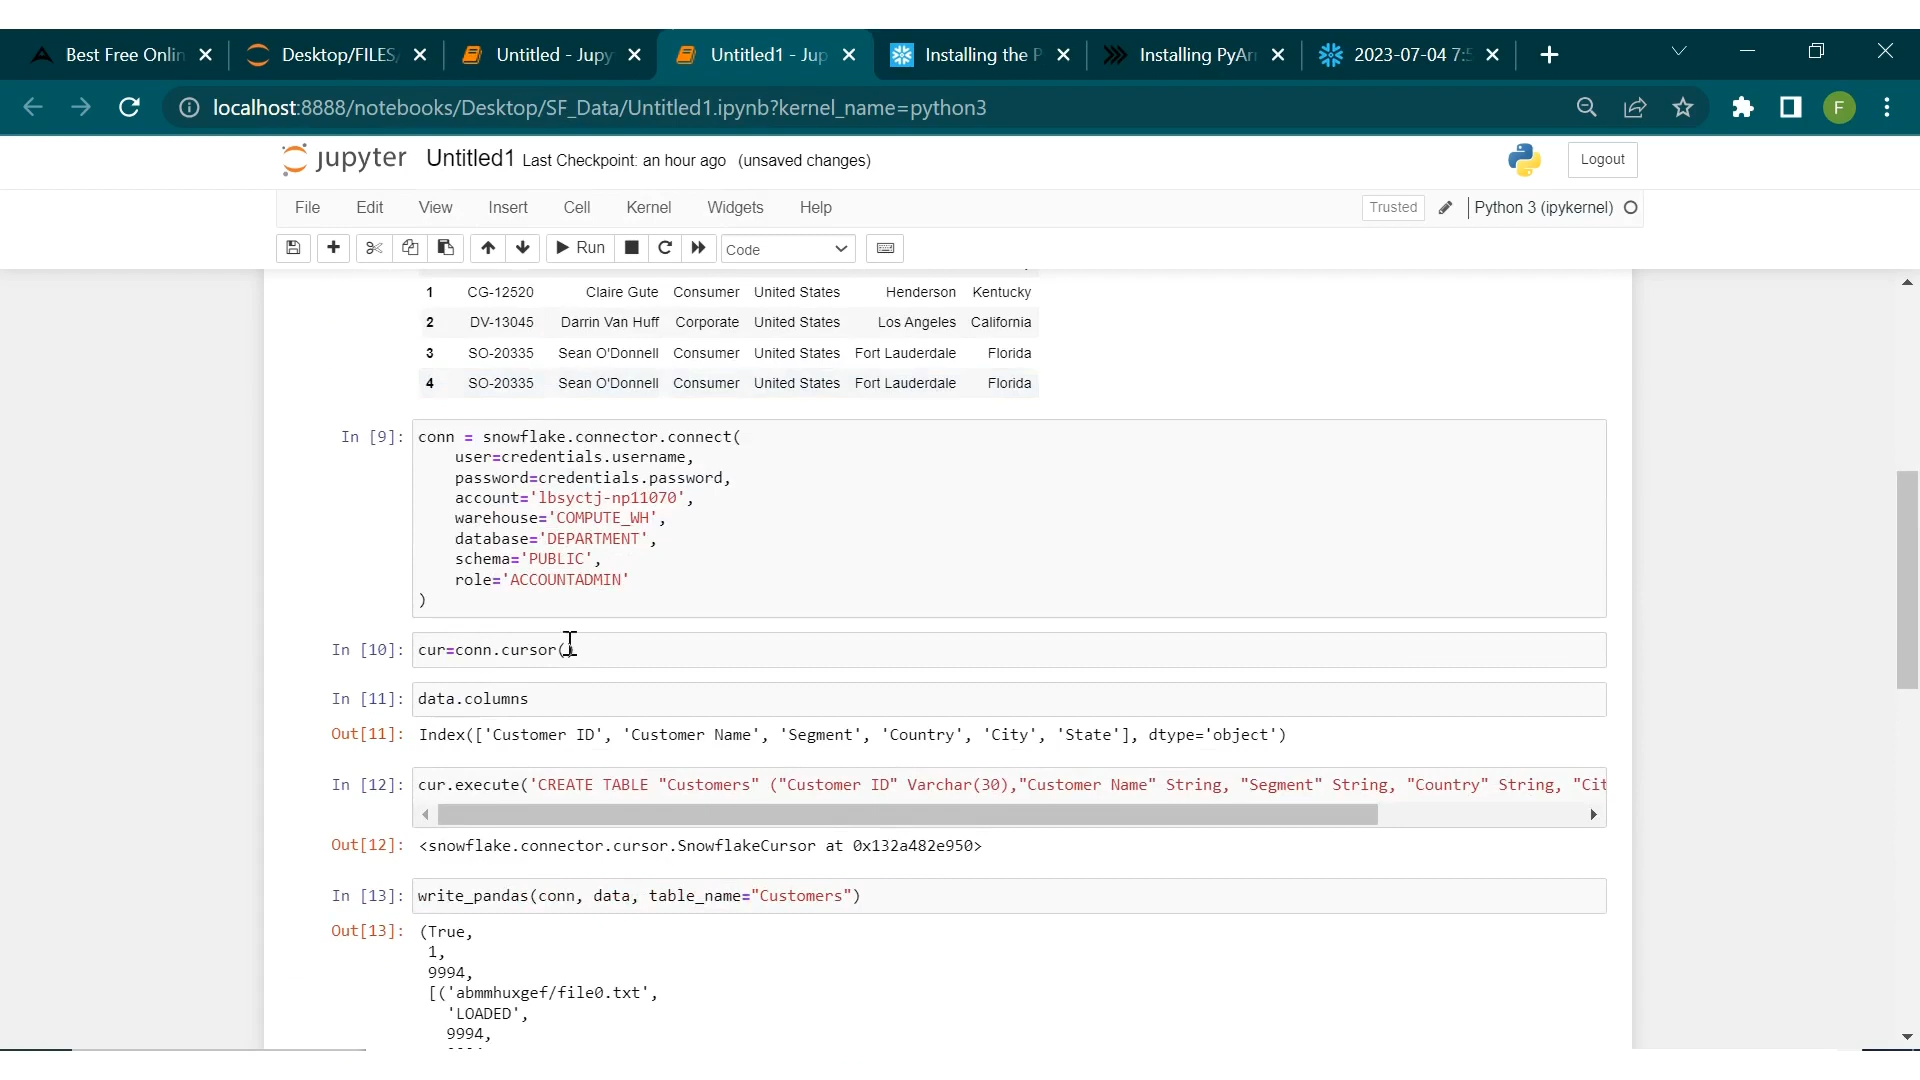 Best Free Onlin
Desktop/FILES/
Untitled - Jupy
Untitled1 - Jup
Installing the P
Installing PyArr
2023-07-04 7:5
localhost:8888/notebooks/Desktop/SF_Data/Untitled1.ipynb?kernel_name=python3
F
jupyter Untitled1 Last Checkpoint: an hour ago (unsaved changes)
Logout
File Edit View Insert Cell Kernel Widgets Help
Trusted Python 3 (ipykernel)
Run Code
1 CG-12520 Claire Gute Consumer United States Henderson Kentucky
2 DV-13045 Darrin Van Huff Corporate United States Los Angeles California
3 SO-20335 Sean O'Donnell Consumer United States Fort Lauderdale Florida
4 SO-20335 Sean O'Donnell Consumer United States Fort Lauderdale Florida
In [9]: conn = snowflake.connector.connect(
user=credentials.username,
password=credentials.password,
account='lbsyctj-np11070',
warehouse='COMPUTE_WH',
database='DEPARTMENT',
schema='PUBLIC',
role='ACCOUNTADMIN'
)
In [10]: cur=conn.cursor()
In [11]: data.columns
Out[11]: Index(['Customer ID', 'Customer Name', 'Segment', 'Country', 'City', 'State'], dtype='object')
In [12]: cur.execute('CREATE TABLE "Customers" ("Customer ID" Varchar(30),"Customer Name" String, "Segment" String, "Country" String, "Cit
Out[12]: <snowflake.connector.cursor.SnowflakeCursor at 0x132a482e950>
In [13]: write_pandas(conn, data, table_name="Customers")
Out[13]: (True,
1,
9994,
[('abmmhuxgef/file0.txt',
'LOADED',
9994,